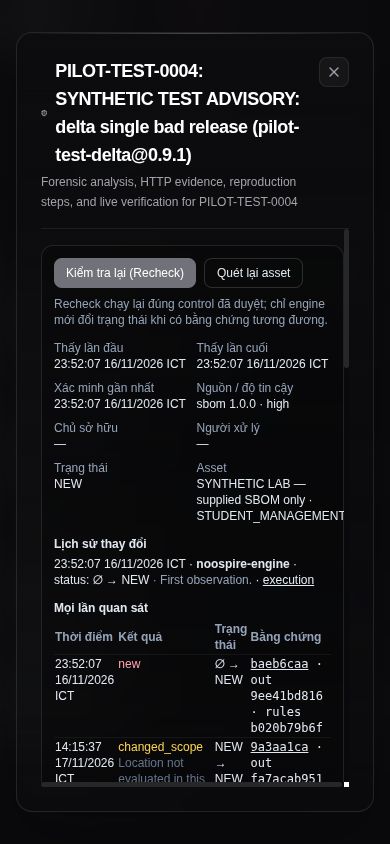 PILOT-TEST-0004:
SYNTHETIC TEST ADVISORY:
delta single bad release (pilot-
test-delta@0.9.1)
Forensic analysis, HTTP evidence, reproduction
steps, and live verification for PILOT-TEST-0004
Kiểm tra lại (Recheck)
Quét lại asset
Recheck chạy lại đúng control đã duyệt; chỉ engine
mới đổi trạng thái khi có bằng chứng tương đương.
Thấy lần đầu
23:52:07 16/11/2026 ICT
Thấy lần cuối
23:52:07 16/11/2026 ICT
Xác minh gần nhất
23:52:07 16/11/2026 ICT
Nguồn / độ tin cậy
sbom 1.0.0 · high
Chủ sở hữu
—
Người xử lý
—
Trạng thái
NEW
Asset
SYNTHETIC LAB —
supplied SBOM only ·
STUDENT_MANAGEMENT
Lịch sử thay đổi
23:52:07 16/11/2026 ICT · noospire-engine ·
status: ∅ → NEW · First observation. · execution
Mọi lần quan sát
Thời điểm Kết quả Trạng thái Bằng chứng
23:52:07
16/11/2026
ICT
new
∅ →
NEW
baeb6caa ·
out
9ee41bd816
· rules
b020b79b6f
14:15:37
17/11/2026
ICT
changed_scope
Location not
evaluated in this
NEW
→
NEW
9a3aa1ca ·
out
fa7acab951